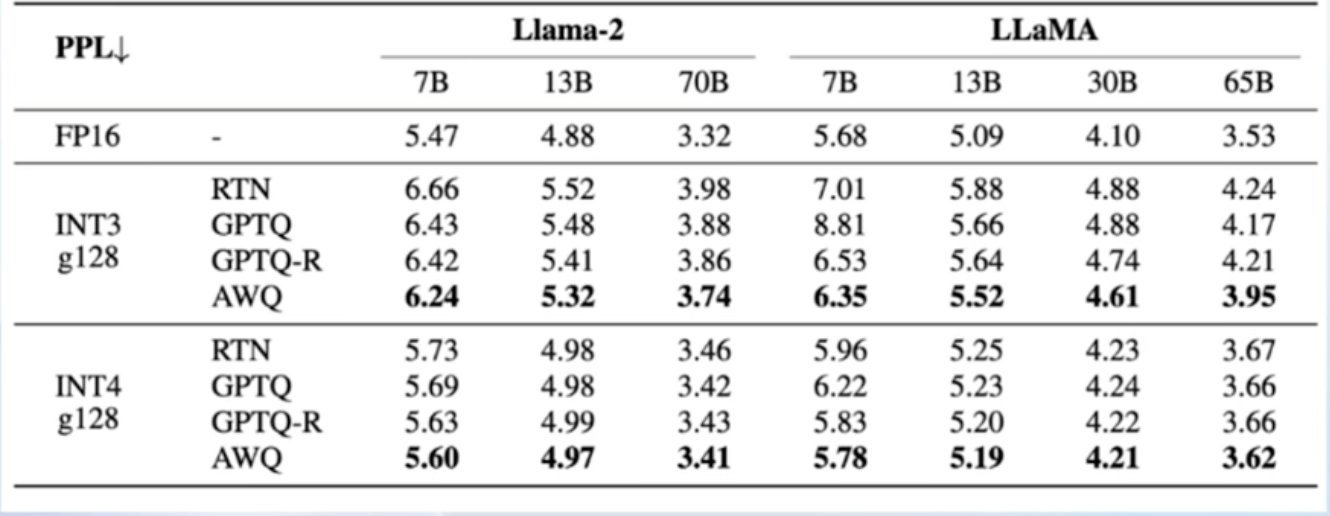 PPL↓ Llama-2 LLaMA
7B 13B 70B 7B 13B 30B 65B
FP16 - 5.47 4.88 3.32 5.68 5.09 4.10 3.53
INT3 g128
RTN 6.66 5.52 3.98 7.01 5.88 4.88 4.24
GPTQ 6.43 5.48 3.88 8.81 5.66 4.88 4.17
GPTQ-R 6.42 5.41 3.86 6.53 5.64 4.74 4.21
AWQ 6.24 5.32 3.74 6.35 5.52 4.61 3.95
INT4 g128
RTN 5.73 4.98 3.46 5.96 5.25 4.23 3.67
GPTQ 5.69 4.98 3.42 6.22 5.23 4.24 3.66
GPTQ-R 5.63 4.99 3.43 5.83 5.20 4.22 3.66
AWQ 5.60 4.97 3.41 5.78 5.19 4.21 3.62